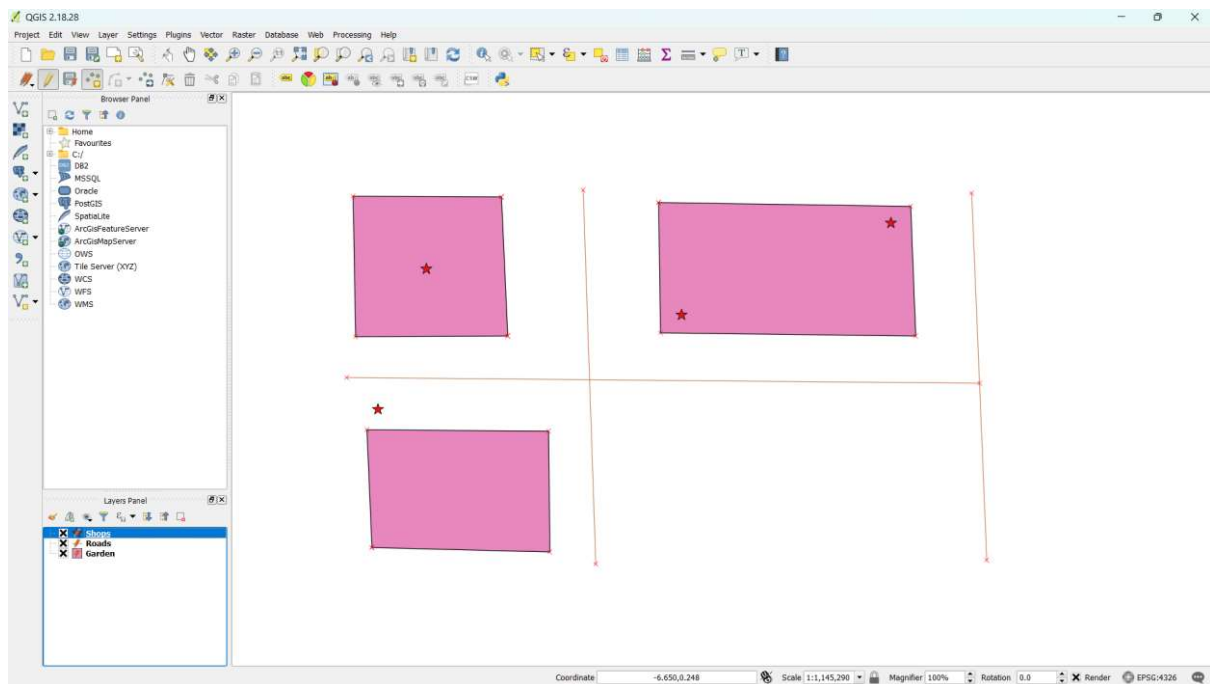 QGIS 2.18.28
Project Edit View Layer Settings Plugins Vector Raster Database Web Processing Help
Browser Panel
Home
Favourites
C:/
DB2
MSSQL
Oracle
PostGIS
SpatiaLite
ArcGisFeatureServer
ArcGisMapServer
OWS
Tile Server (XYZ)
WCS
WFS
WMS
Layers Panel
Shops
Roads
Garden
Coordinate -6.650,0.248 Scale 1:1,145,290 Magnifier 100% Rotation 0.0 Render EPSG:4326